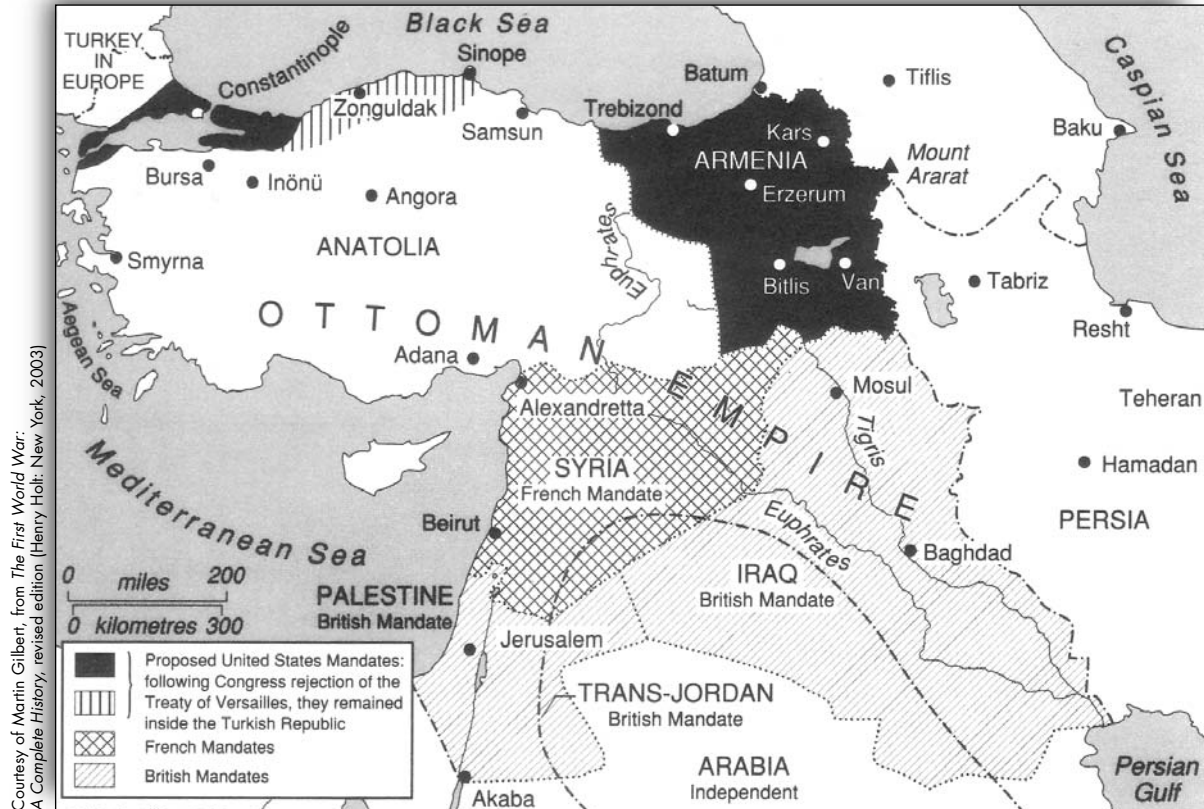 Courtesy of Martin Gilbert, from The First World War:
A Complete History, revised edition (Henry Holt: New York, 2003)
TURKEY
IN
EUROPE
Black Sea
Constantinople
Sinope
Zonguldak
Samsun
Batum
Trebizond
Tiflis
Caspian Sea
Baku
Kars
ARMENIA
Mount
Ararat
Erzerum
Bursa
Inönü
Angora
ANATOLIA
Euphrates
Smyrna
Bitlis
Van
Tabriz
Resht
Aegean Sea
OTTOMAN EMPIRE
Adana
Alexandretta
Mosul
Tigris
Teheran
Hamadan
PERSIA
SYRIA
French Mandate
Mediterranean Sea
Beirut
Euphrates
Baghdad
IRAQ
British Mandate
0 miles 200
0 kilometres 300
PALESTINE
British Mandate
Jerusalem
TRANS-JORDAN
British Mandate
ARABIA
Independent
Akaba
Persian
Gulf
Proposed United States Mandates:
following Congress rejection of the
Treaty of Versailles, they remained
inside the Turkish Republic
French Mandates
British Mandates